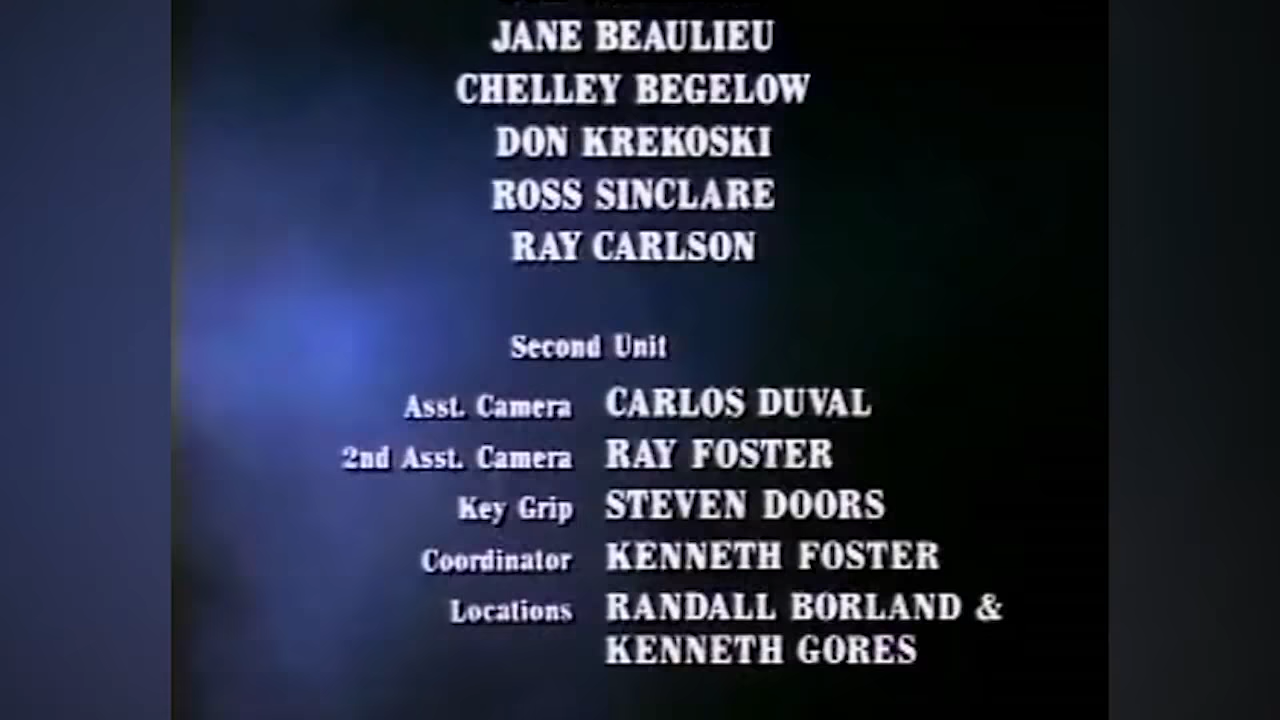 JANE BEAULIEU
CHELLEY BEGELOW
DON KREKOSKI
ROSS SINCLARE
RAY CARLSON
Second Unit
Asst. Camera CARLOS DUVAL
2nd Asst. Camera RAY FOSTER
Key Grip STEVEN DOORS
Coordinator KENNETH FOSTER
Locations RANDALL BORLAND &
KENNETH GORES